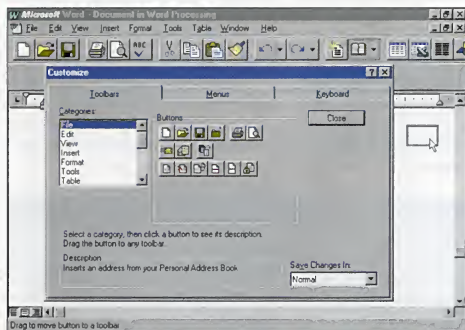 Microsoft Word - Document in Word Processing
File Edit View Insert Format Tools Table Window Help
ABC
Customize
Toolbars Menus Keyboard
Categories:
File
Edit
View
Insert
Format
Tools
Table
Buttons
Close
Select a category, then click a button to see its description.
Drag the button to any toolbar.
Description
Inserts an address from your Personal Address Book
Save Changes In:
Normal
Drag to move button to a toolbar